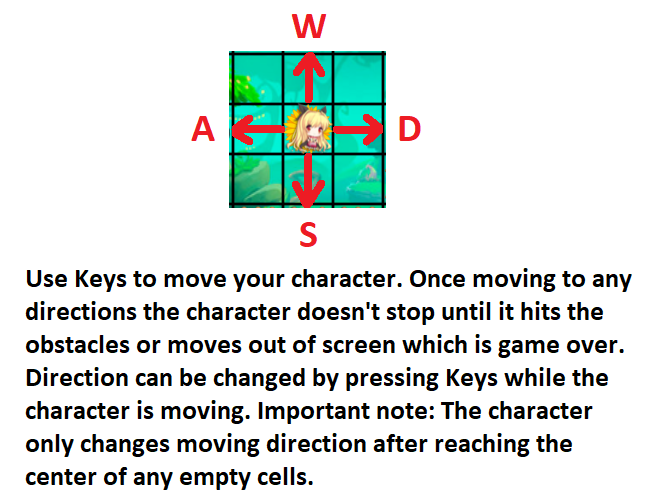 W
A
D
S
Use Keys to move your character. Once moving to any
directions the character doesn't stop until it hits the
obstacles or moves out of screen which is game over.
Direction can be changed by pressing Keys while the
character is moving. Important note: The character
only changes moving direction after reaching the
center of any empty cells.